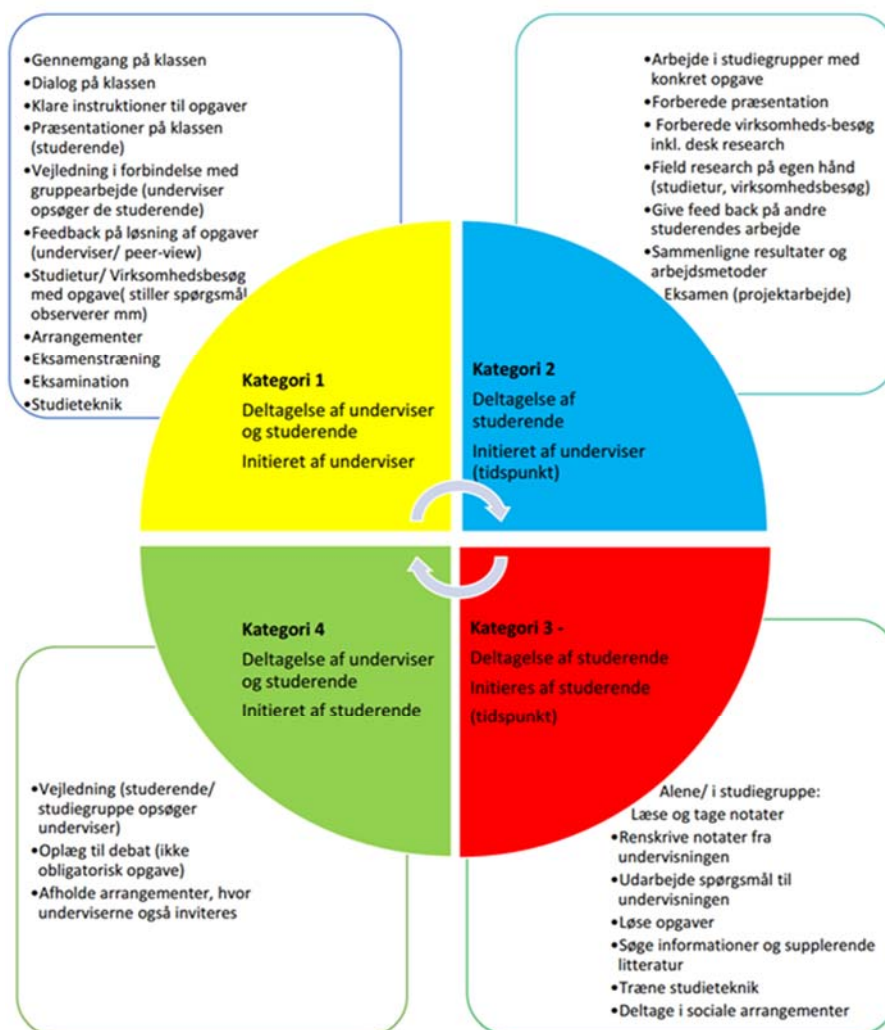 •Gennemgang på klassen
•Dialog på klassen
•Klare instruktioner til opgaver
•Præsentationer på klassen
(studerende)
•Vejledning i forbindelse med
gruppearbejde (underviser
opsøger de studerende)
•Feedback på løsning af opgaver
(underviser/ peer-view)
•Studietur/ Virksomhedsbesøg
med opgave( stiller spørgsmål
observerer mm)
•Arrangementer
•Eksamenstræning
•Eksamination
•Studieteknik
•Arbejde i studiegrupper med
konkret opgave
•Forberede præsentation
• Forberede virksomheds-besøg
inkl. desk research
•Field research på egen hånd
(studietur, virksomhedsbesøg)
•Give feed back på andre
studerendes arbejde
•Sammenligne resultater og
arbejdsmetoder
Eksamen (projektarbejde)
Kategori 1
Deltagelse af underviser
og studerende
Initieret af underviser
Kategori 2
Deltagelse af
studerende
Initieret af underviser
(tidspunkt)
Kategori 4
Deltagelse af underviser
og studerende
Initieret af studerende
Kategori 3 -
Deltagelse af studerende
Initieres af studerende
(tidspunkt)
•Vejledning (studerende/
studiegruppe opsøger
underviser)
•Oplæg til debat (ikke
obligatorisk opgave)
•Afholde arrangementer, hvor
underviserne også inviteres
Alene/ i studiegruppe:
Læse og tage notater
•Renskrive notater fra
undervisningen
•Udarbejde spørgsmål til
undervisningen
•Løse opgaver
•Søge informationer og supplerende
litteratur
•Træne studieteknik
•Deltage i sociale arrangementer